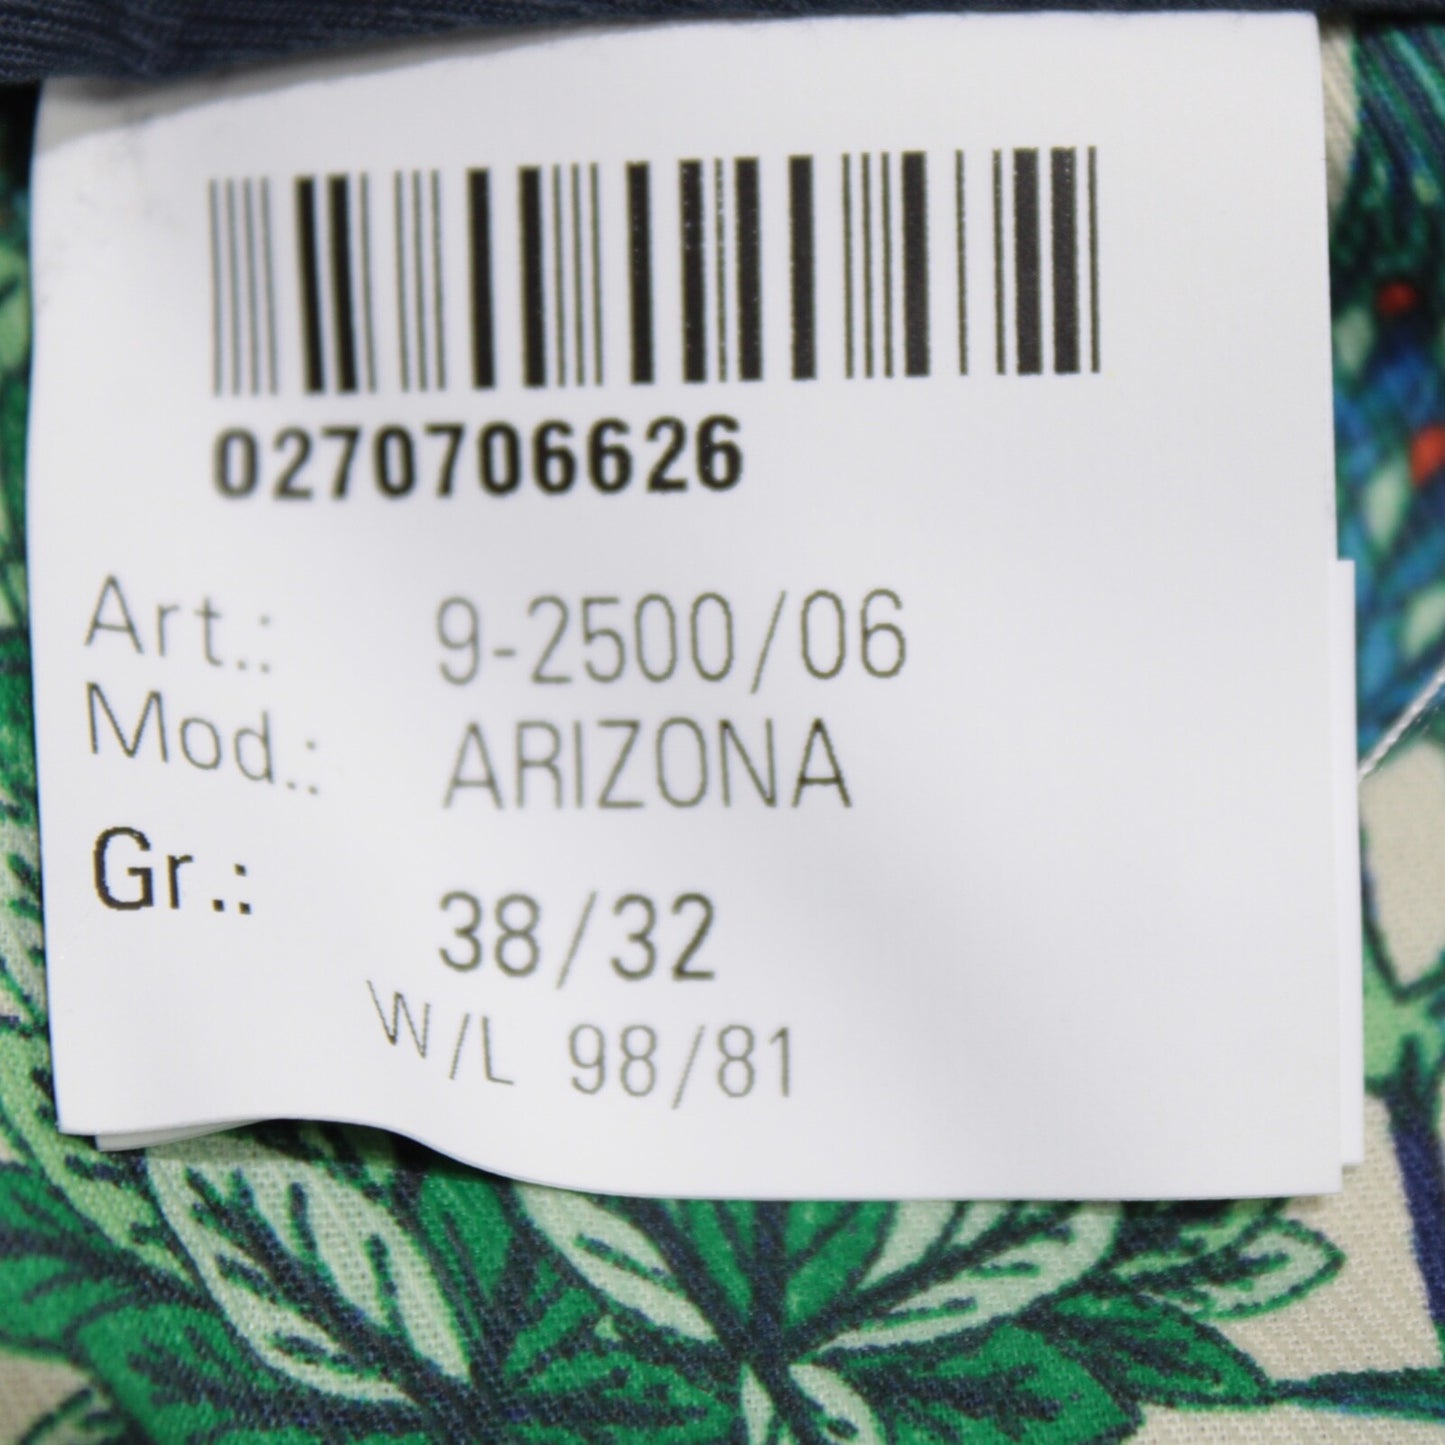 0270706626
Art.: 9-2500/06
Mod.: ARIZONA
Gr.: 38/32
W/L 98/81